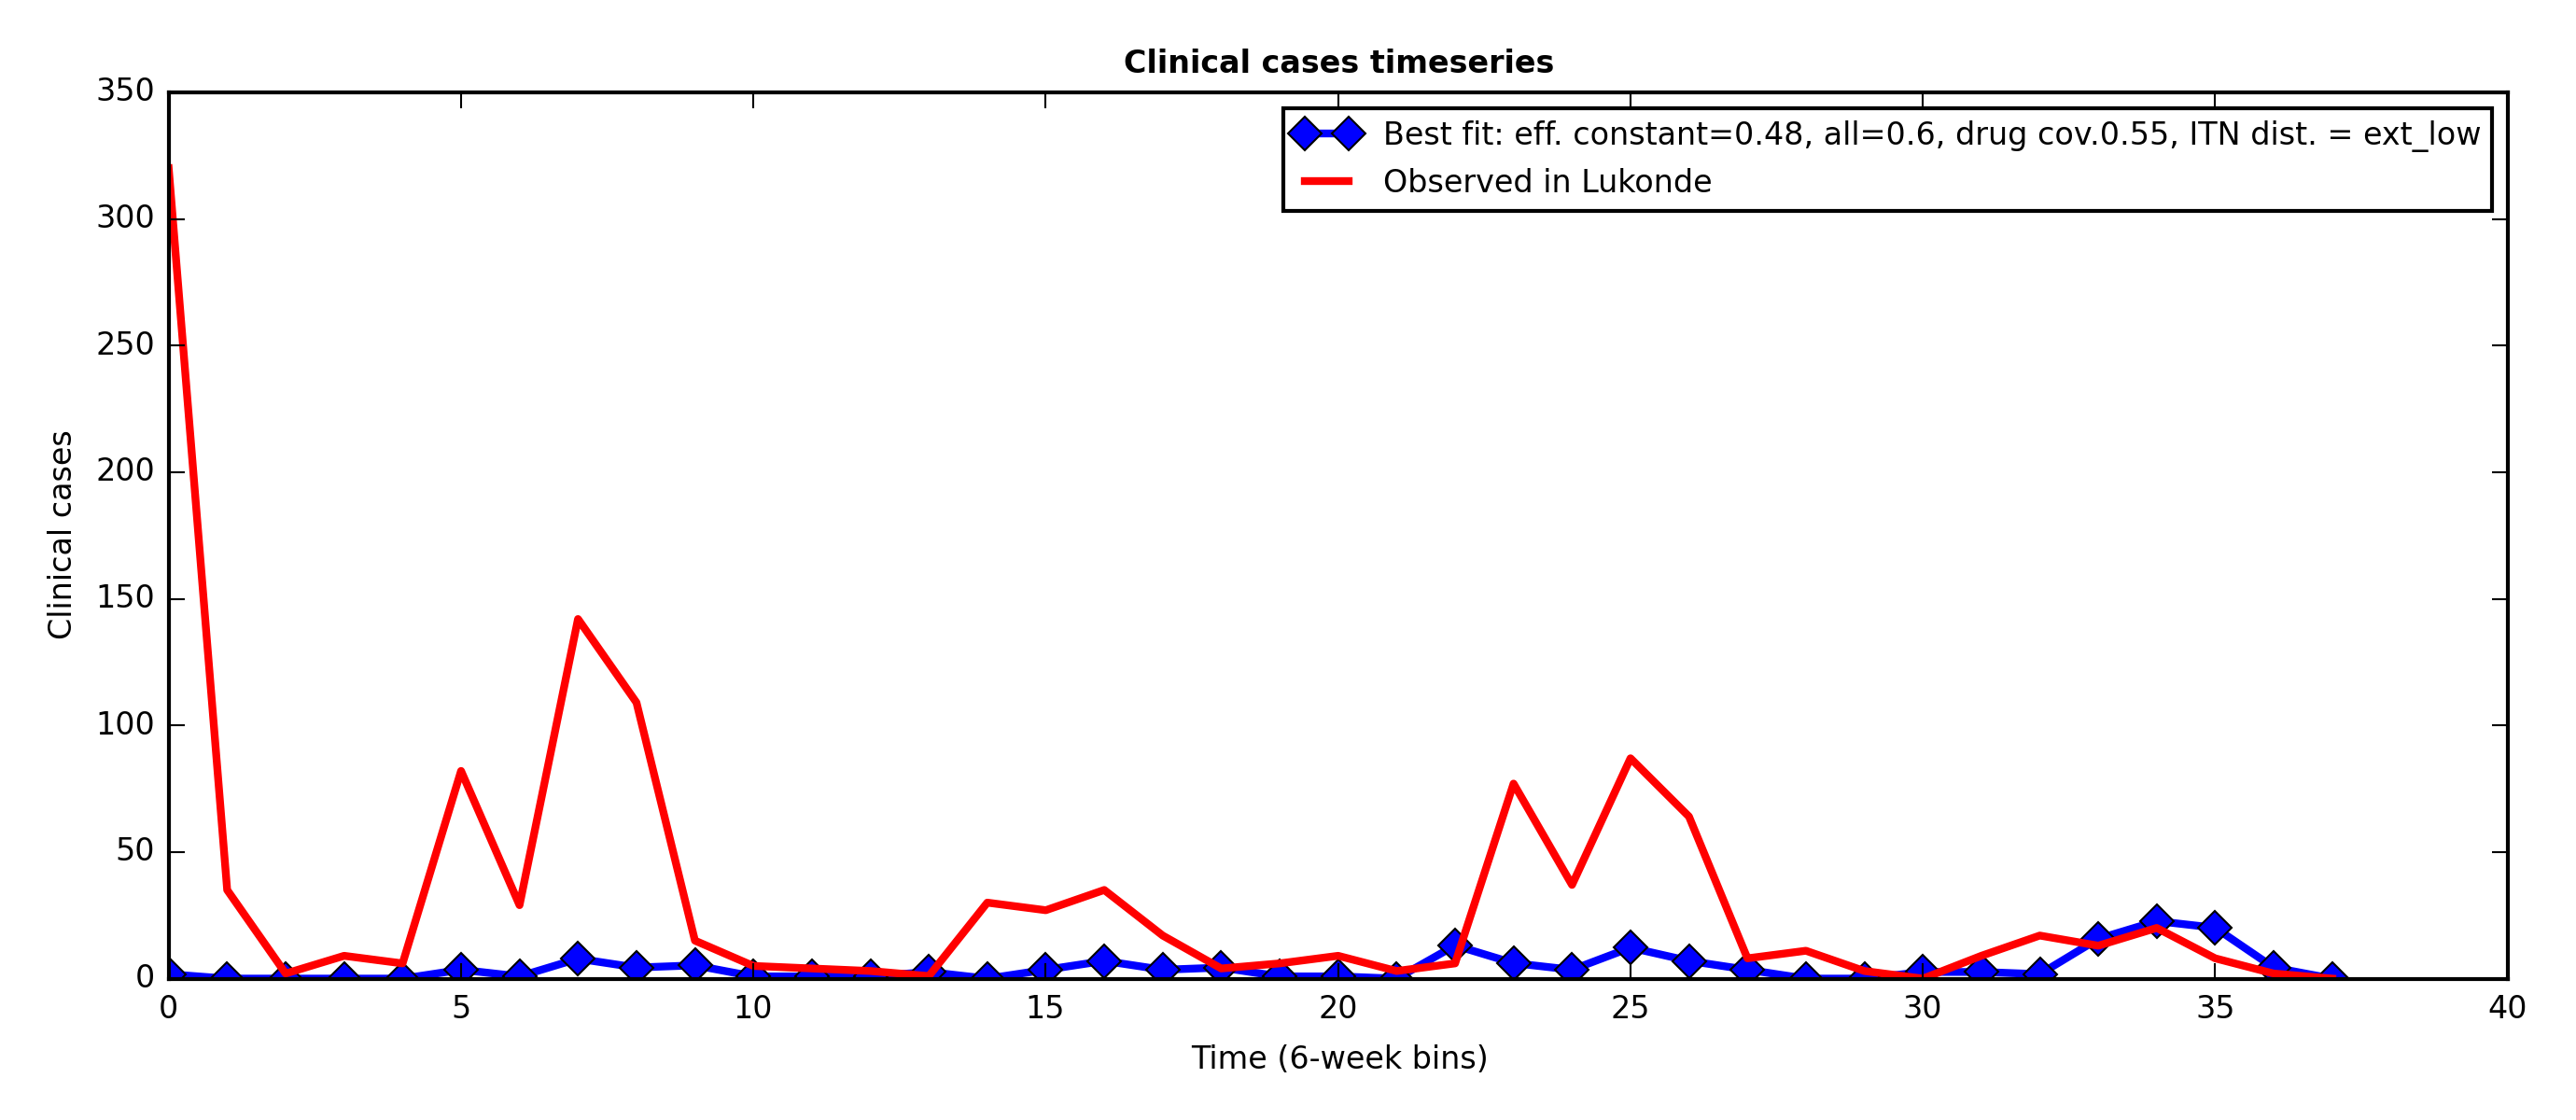 Clinical cases timeseries
350
300
250
200
150
100
50
0
Clinical cases
Best fit: eff. constant=0.48, all=0.6, drug cov.0.55, ITN dist. = ext_low
Observed in Lukonde
0 5 10 15 20 25 30 35 40
Time (6-week bins)